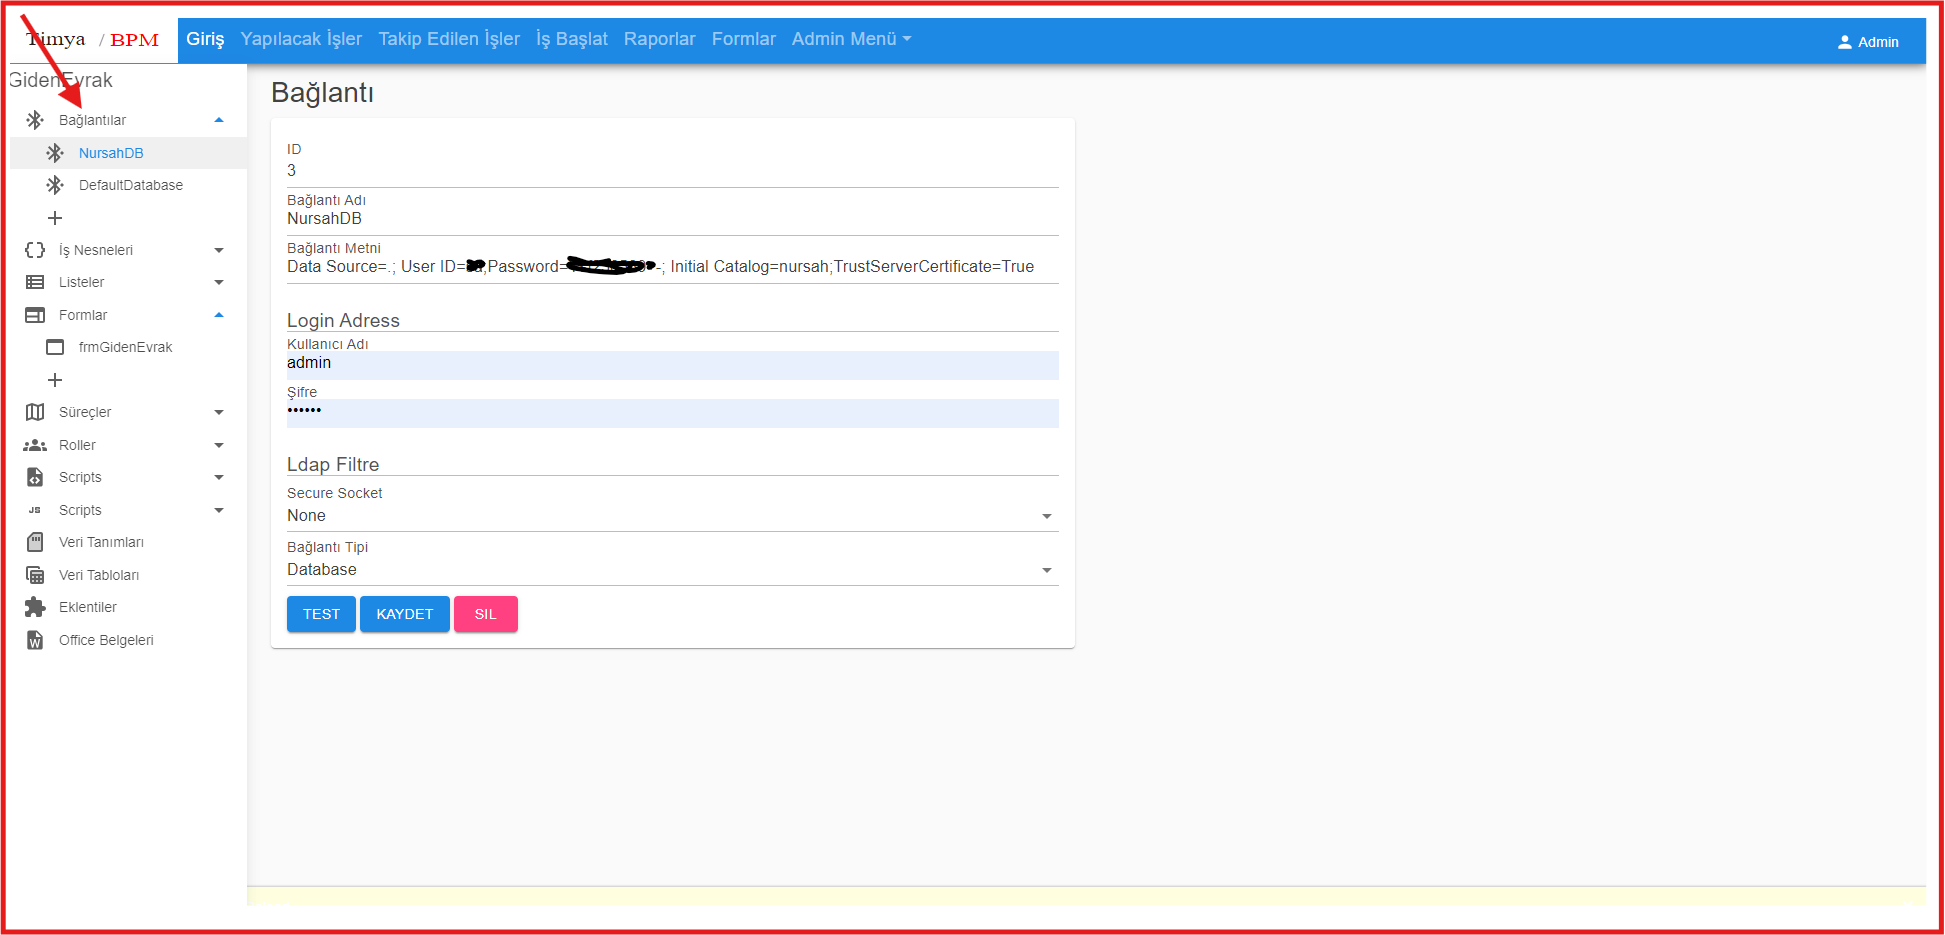 Timya / BPM
Giriş Yapılacak İşler Takip Edilen İşler İş Başlat Raporlar Formlar Admin Menü
Admin
GidenEvrak
Bağlantılar
NursahDB
DefaultDatabase
İş Nesneleri
Listeler
Formlar
frmGidenEvrak
Süreçler
Roller
Scripts
JS Scripts
Veri Tanımları
Veri Tabloları
Eklentiler
W Office Belgeleri
Bağlantı
ID
3
Bağlantı Adı
NursahDB
Bağlantı Metni
Data Source=.; User ID= ;Password= -; Initial Catalog=nursah;TrustServerCertificate=True
Login Adress
Kullanıcı Adı
admin
Şifre
••••••
Ldap Filtre
Secure Socket
None
Bağlantı Tipi
Database
TEST KAYDET SIL